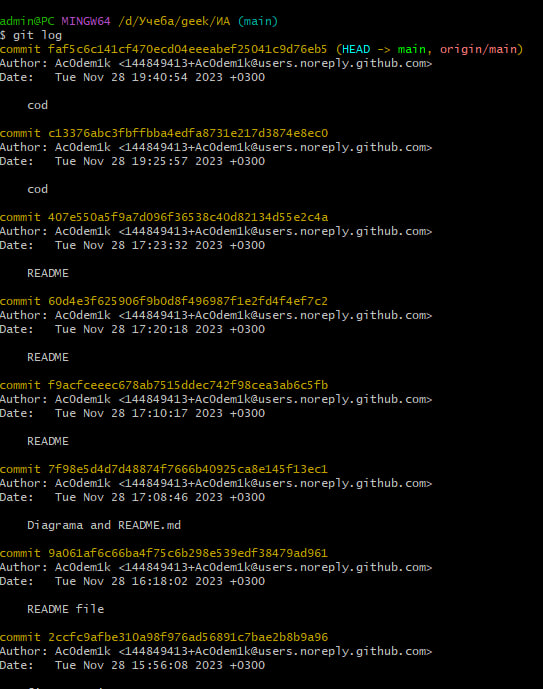 admin@PC MINGW64 /d/Учеба/geek/ИА (main)
$ git log
commit faf5c6c141cf470ecd04eeeabef25041c9d76eb5 (HEAD -> main, origin/main)
Author: Ac0dem1k <144849413+Ac0dem1k@users.noreply.github.com>
Date:   Tue Nov 28 19:40:54 2023 +0300
cod
commit c13376abc3fbffbba4edfa8731e217d3874e8ec0
Author: Ac0dem1k <144849413+Ac0dem1k@users.noreply.github.com>
Date:   Tue Nov 28 19:25:57 2023 +0300
cod
commit 407e550a5f9a7d096f36538c40d82134d55e2c4a
Author: Ac0dem1k <144849413+Ac0dem1k@users.noreply.github.com>
Date:   Tue Nov 28 17:23:32 2023 +0300
README
commit 60d4e3f625906f9b0d8f496987f1e2fd4f4ef7c2
Author: Ac0dem1k <144849413+Ac0dem1k@users.noreply.github.com>
Date:   Tue Nov 28 17:20:18 2023 +0300
README
commit f9acfceeec678ab7515ddec742f98cea3ab6c5fb
Author: Ac0dem1k <144849413+Ac0dem1k@users.noreply.github.com>
Date:   Tue Nov 28 17:10:17 2023 +0300
README
commit 7f98e5d4d7d48874f7666b40925ca8e145f13ec1
Author: Ac0dem1k <144849413+Ac0dem1k@users.noreply.github.com>
Date:   Tue Nov 28 17:08:46 2023 +0300
Diagrama and README.md
commit 9a061af6c66ba4f75c6b298e539edf38479ad961
Author: Ac0dem1k <144849413+Ac0dem1k@users.noreply.github.com>
Date:   Tue Nov 28 16:18:02 2023 +0300
README file
commit 2ccfc9afbe310a98f976ad56891c7bae2b8b9a96
Author: Ac0dem1k <144849413+Ac0dem1k@users.noreply.github.com>
Date:   Tue Nov 28 15:56:08 2023 +0300